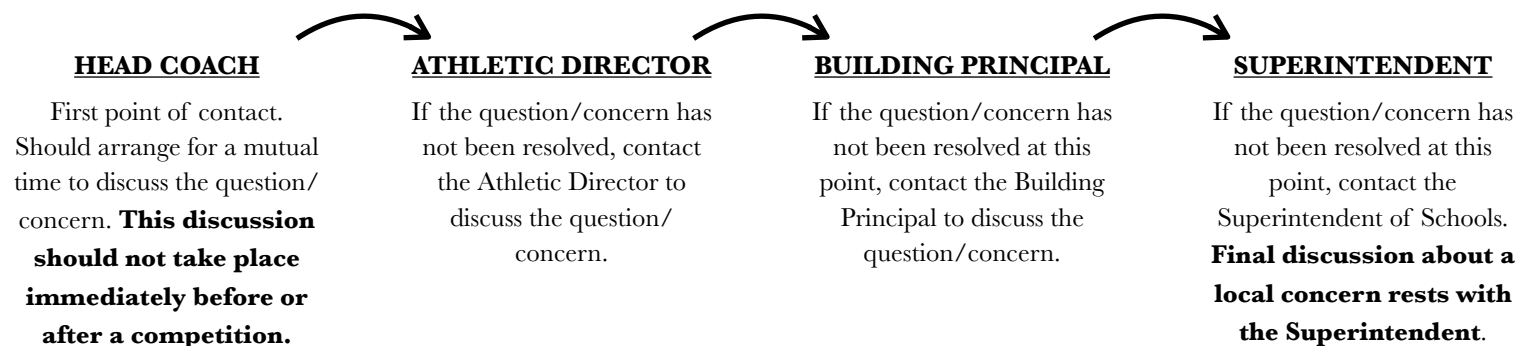 HEAD COACH
First point of contact.
Should arrange for a mutual
time to discuss the question/
concern. This discussion
should not take place
immediately before or
after a competition.
ATHLETIC DIRECTOR
If the question/concern has
not been resolved, contact
the Athletic Director to
discuss the question/
concern.
BUILDING PRINCIPAL
If the question/concern has
not been resolved at this
point, contact the Building
Principal to discuss the
question/concern.
SUPERINTENDENT
If the question/concern has
not been resolved at this
point, contact the
Superintendent of Schools.
Final discussion about a
local concern rests with
the Superintendent.